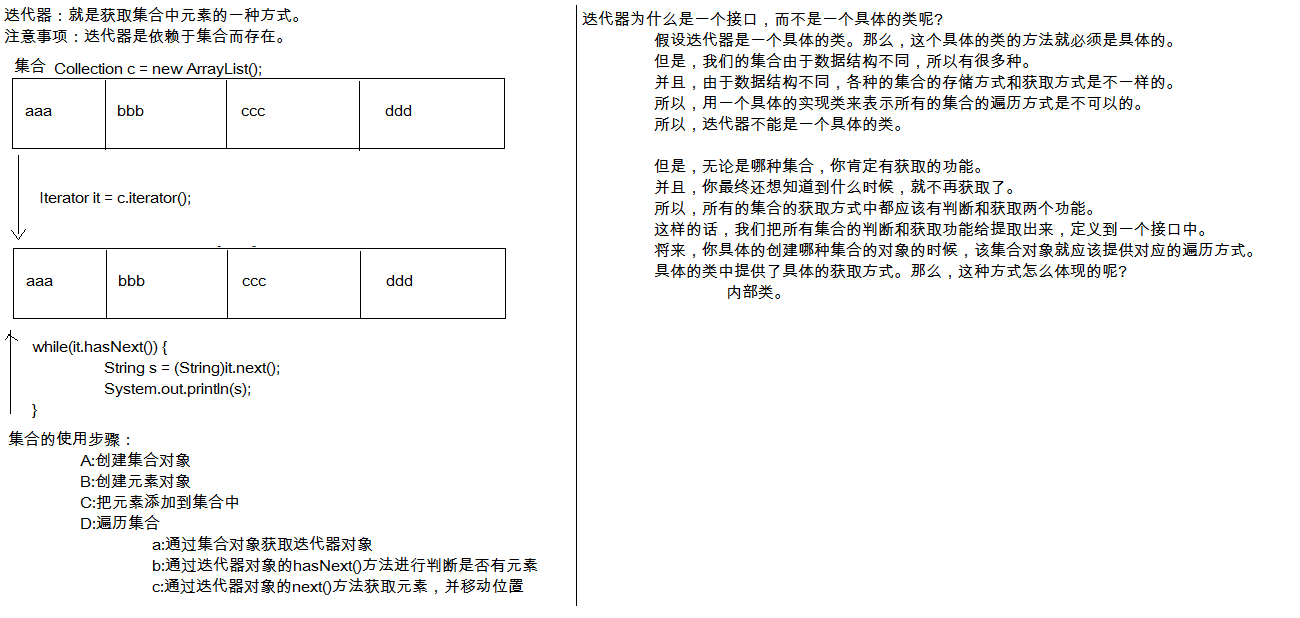 迭代器：就是获取集合中元素的一种方式。
注意事项：迭代器是依赖于集合而存在。
集合 Collection c = new ArrayList();
aaa bbb ccc ddd
Iterator it = c.iterator();
aaa bbb ccc ddd
while(it.hasNext()) {
String s = (String)it.next();
System.out.println(s);
}
集合的使用步骤：
A:创建集合对象
B:创建元素对象
C:把元素添加到集合中
D:遍历集合
a:通过集合对象获取迭代器对象
b:通过迭代器对象的hasNext()方法进行判断是否有元素
c:通过迭代器对象的next()方法获取元素，并移动位置
迭代器为什么是一个接口，而不是一个具体的类呢?
假设迭代器是一个具体的类。那么，这个具体的类的方法就必须是具体的。
但是，我们的集合由于数据结构不同，所以有很多种。
并且，由于数据结构不同，各种的集合的存储方式和获取方式是不一样的。
所以，用一个具体的实现类来表示所有的集合的遍历方式是不可以的。
所以，迭代器不能是一个具体的类。
但是，无论是哪种集合，你肯定有获取的功能。
并且，你最终还想知道到什么时候，就不再获取了。
所以，所有的集合的获取方式中都应该有判断和获取两个功能。
这样的话，我们把所有集合的判断和获取功能给提取出来，定义到一个接口中。
将来，你具体的创建哪种集合的对象的时候，该集合对象就应该提供对应的遍历方式。
具体的类中提供了具体的获取方式。那么，这种方式怎么体现的呢?
内部类。